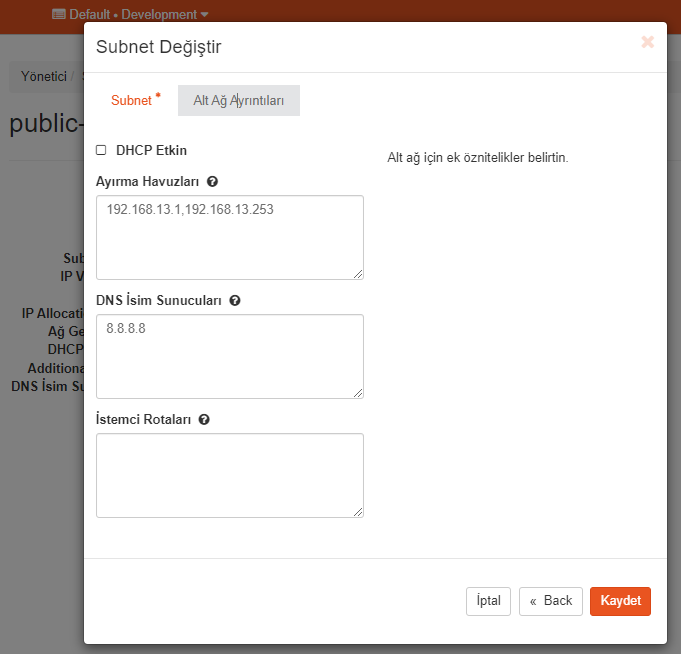 Default • Development
Subnet Değiştir
Yönetici /
public-
Subnet *
Alt Ağ Ayrıntıları
DHCP Etkin
Alt ağ için ek öznitelikler belirtin.
Ayırma Havuzları
192.168.13.1,192.168.13.253
Sub
IP V
DNS İsim Sunucuları
IP Allocati
8.8.8.8
Ağ Ge
DHCP
Additiona
DNS İsim Su
İstemci Rotaları
İptal
« Back
Kaydet